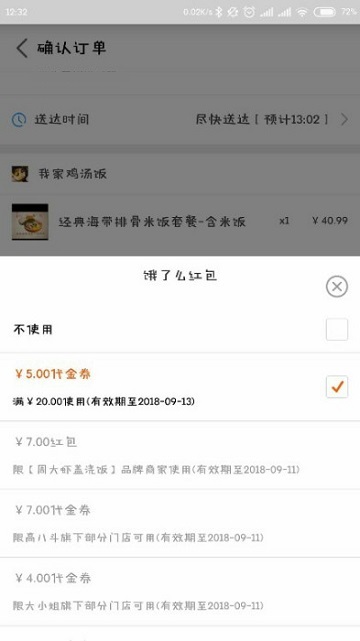 12:32 0.02K/s 72%
确认订单
送达时间 尽快送达 [ 预计13:02 ]
我家鸡汤饭
经典海带排骨米饭套餐-含米饭 x1 ￥40.99
饿了么红包
不使用
￥5.00代金券
满￥20.00使用(有效期至2018-09-13)
￥7.00红包
限【周大虾盖浇饭】品牌商家使用(有效期至2018-09-11)
￥7.00代金券
限高八斗旗下部分门店可用(有效期至2018-09-11)
￥4.00代金券
限大小姐旗下部分门店可用(有效期至2018-09-11)